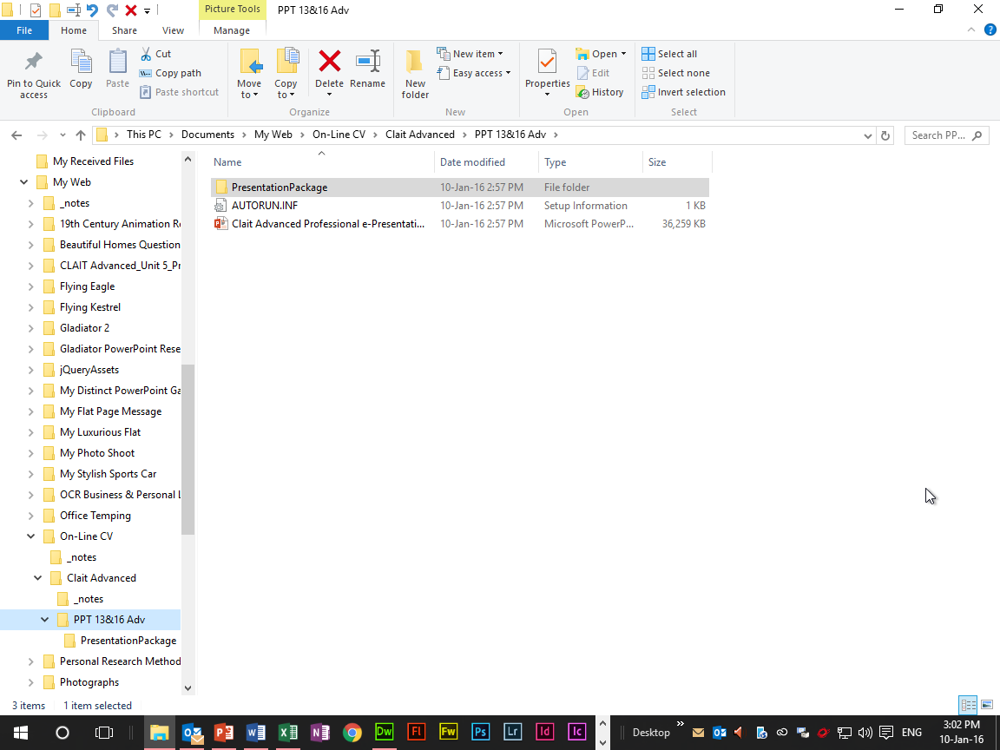 Picture Tools PPT 13&16 Adv
File Home Share View Manage
Pin to Quick access
Copy
Paste
Cut
Copy path
Paste shortcut
Clipboard
Move to
Copy to
Delete
Rename
Organize
New folder
New item
Easy access
New
Properties
Open
Edit
History
Open
Select all
Select none
Invert selection
Select
This PC Documents My Web On-Line CV Clait Advanced PPT 13&16 Adv
Search PP...
My Received Files
My Web
_notes
19th Century Animation Re
Beautiful Homes Question
CLAIT Advanced_Unit 5_Pr
Flying Eagle
Flying Kestrel
Gladiator 2
Gladiator PowerPoint Rese
jQueryAssets
My Distinct PowerPoint Ga
My Flat Page Message
My Luxurious Flat
My Photo Shoot
My Stylish Sports Car
OCR Business & Personal L
Office Temping
On-Line CV
_notes
Clait Advanced
_notes
PPT 13&16 Adv
PresentationPackage
Personal Research Method
Photographs
Name Date modified Type Size
PresentationPackage 10-Jan-16 2:57 PM File folder
AUTORUN.INF 10-Jan-16 2:57 PM Setup Information 1 KB
Clait Advanced Professional e-Presentati... 10-Jan-16 2:57 PM Microsoft PowerP... 36,259 KB
3 items 1 item selected
Dw Fl Fw Ps Lr Id Ic
Desktop
ENG
3:02 PM
10-Jan-16